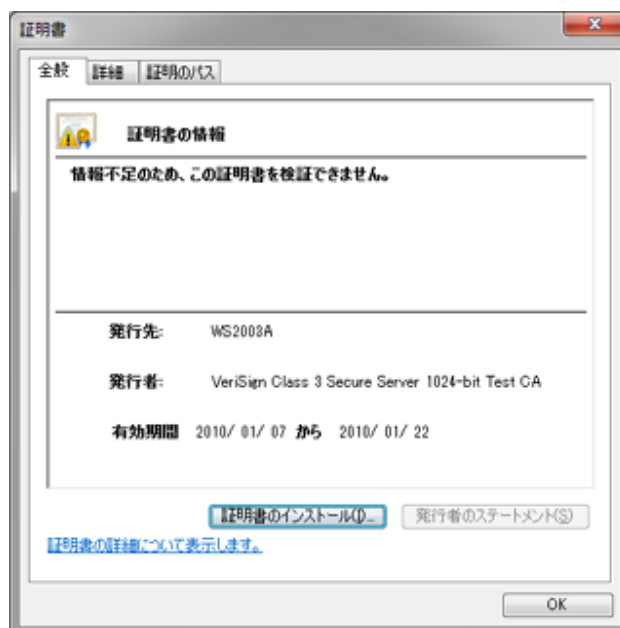 証明書
全般
詳細
証明のパス
証明書の情報
情報不足のため、この証明書を検証できません。
発行先: WS2003A
発行者: VeriSign Class 3 Secure Server 1024-bit Test CA
有効期間 2010/ 01/ 07 から 2010/ 01/ 22
証明書のインストール(I)...
発行者のステートメント(S)
証明書の詳細について表示します。
OK